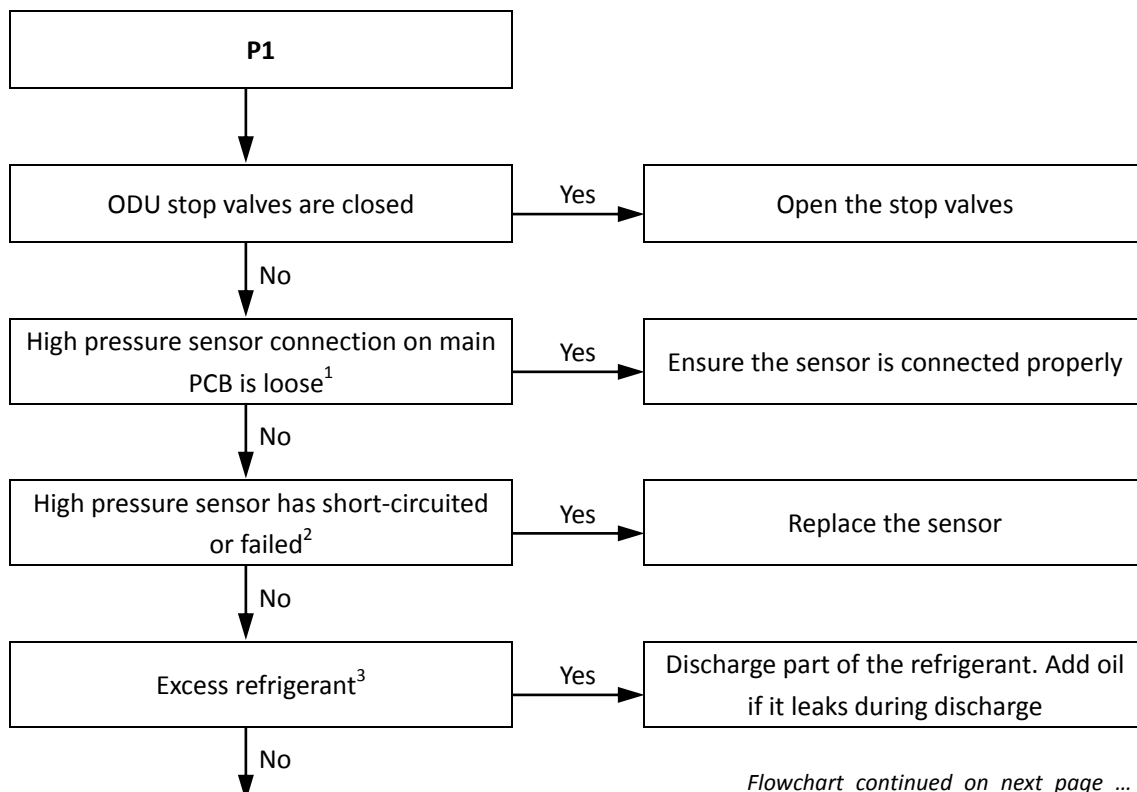 P1
ODU stop valves are closed
Yes
Open the stop valves
No
High pressure sensor connection on main
PCB is loose¹
Yes
Ensure the sensor is connected properly
No
High pressure sensor has short-circuited
or failed²
Yes
Replace the sensor
No
Excess refrigerant³
Yes
Discharge part of the refrigerant. Add oil
if it leaks during discharge
No
Flowchart continued on next page ...